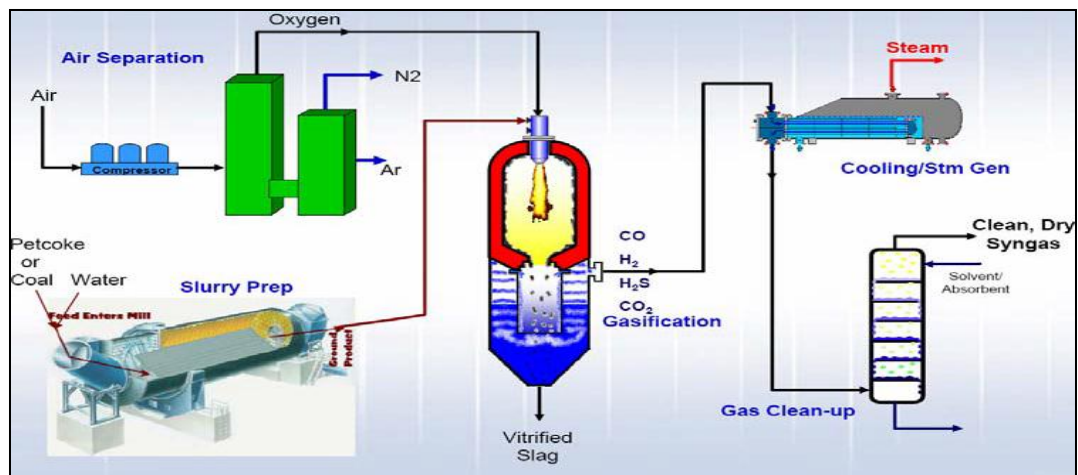 Oxygen
Air Separation
N2
Air
Compressor
Ar
Steam
Cooling/Stm Gen
Petcoke
or
Coal Water
Slurry Prep
Feed Enters Mill
Ground
Product
CO
H₂
H₂S
CO₂
Gasification
Clean, Dry
Syngas
Solvent/
Absorbent
Gas Clean-up
Vitrified
Slag